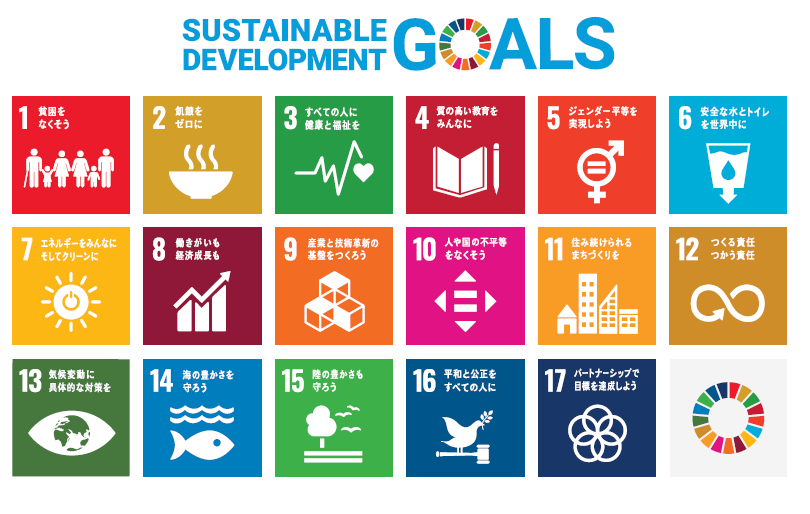 SUSTAINABLE
DEVELOPMENT
GOALS
1 貧困を
なくそう
2 飢餓を
ゼロに
3 すべての人に
健康と福祉を
4 質の高い教育を
みんなに
5 ジェンダー平等を
実現しよう
6 安全な水とトイレ
を世界中に
7 エネルギーをみんなに
そしてクリーンに
8 働きがいも
経済成長も
9 産業と技術革新の
基盤をつくろう
10 人や国の不平等
をなくそう
11 住み続けられる
まちづくりを
12 つくる責任
つかう責任
13 気候変動に
具体的な対策を
14 海の豊かさを
守ろう
15 陸の豊かさも
守ろう
16 平和と公正を
すべての人に
17 パートナーシップで
目標を達成しよう